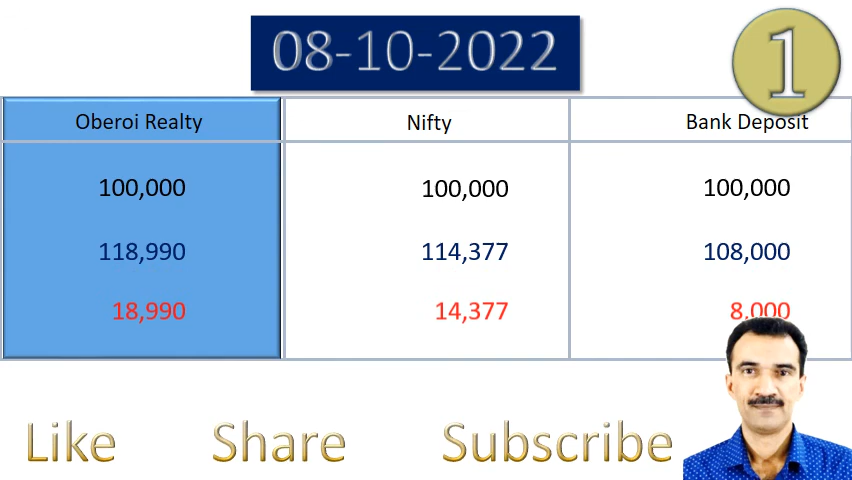 08-10-2022
1
Oberoi Realty Nifty Bank Deposit
100,000 100,000 100,000
118,990 114,377 108,000
18,990 14,377 8,000
Like Share Subscribe